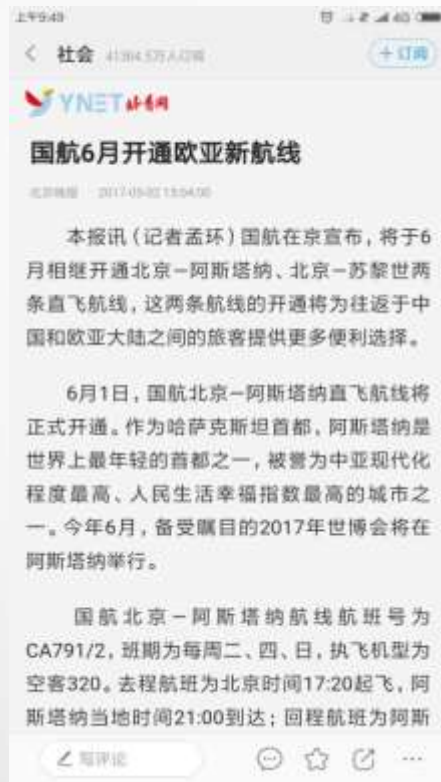 上午9:49
4G
社会
+订阅
YNET 北青网
国航6月开通欧亚新航线
本报讯(记者孟环)国航在京宣布,将于6
月相继开通北京-阿斯塔纳、北京-苏黎世两
条直飞航线,这两条航线的开通将为往返于中
国和欧亚大陆之间的旅客提供更多便利选择。
6月1日,国航北京-阿斯塔纳直飞航线将
正式开通。作为哈萨克斯坦首都,阿斯塔纳是
世界上最年轻的首都之一,被誉为中亚现代化
程度最高、人民生活幸福指数最高的城市之
一。今年6月,备受瞩目的2017年世博会将在
阿斯塔纳举行。
国航北京-阿斯塔纳航线航班号为
CA791/2,班期为每周二、四、日,执飞机型为
空客320。去程航班为北京时间17:20起飞,阿
斯塔纳当地时间21:00到达;回程航班为阿斯
写评论